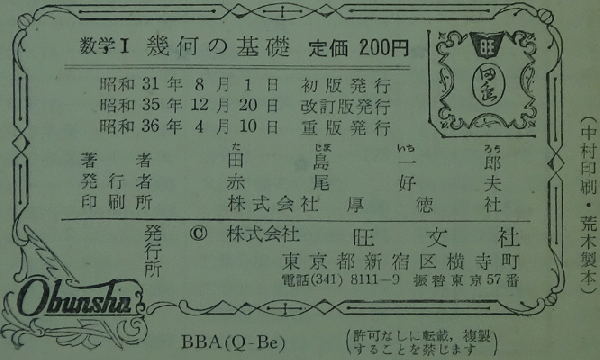 数学I 幾何の基礎 定価 200円
昭和 31 年 8 月 1 日 初版発行
昭和 35 年 12 月 20 日 改訂版発行
昭和 36 年 4 月 10 日 重版発行
た じま いち ろう
著者 田島一郎
発行者 赤尾好夫
印刷所 株式会社 厚徳社
発行所 © 株式会社 旺文社
東京都新宿区横寺町
電話(341) 8111-9 振替東京57番
旺
Obunsha
BBA(Q-Be)
(許可なしに転載, 複製
することを禁じます)
(中村印刷・荒木製本)